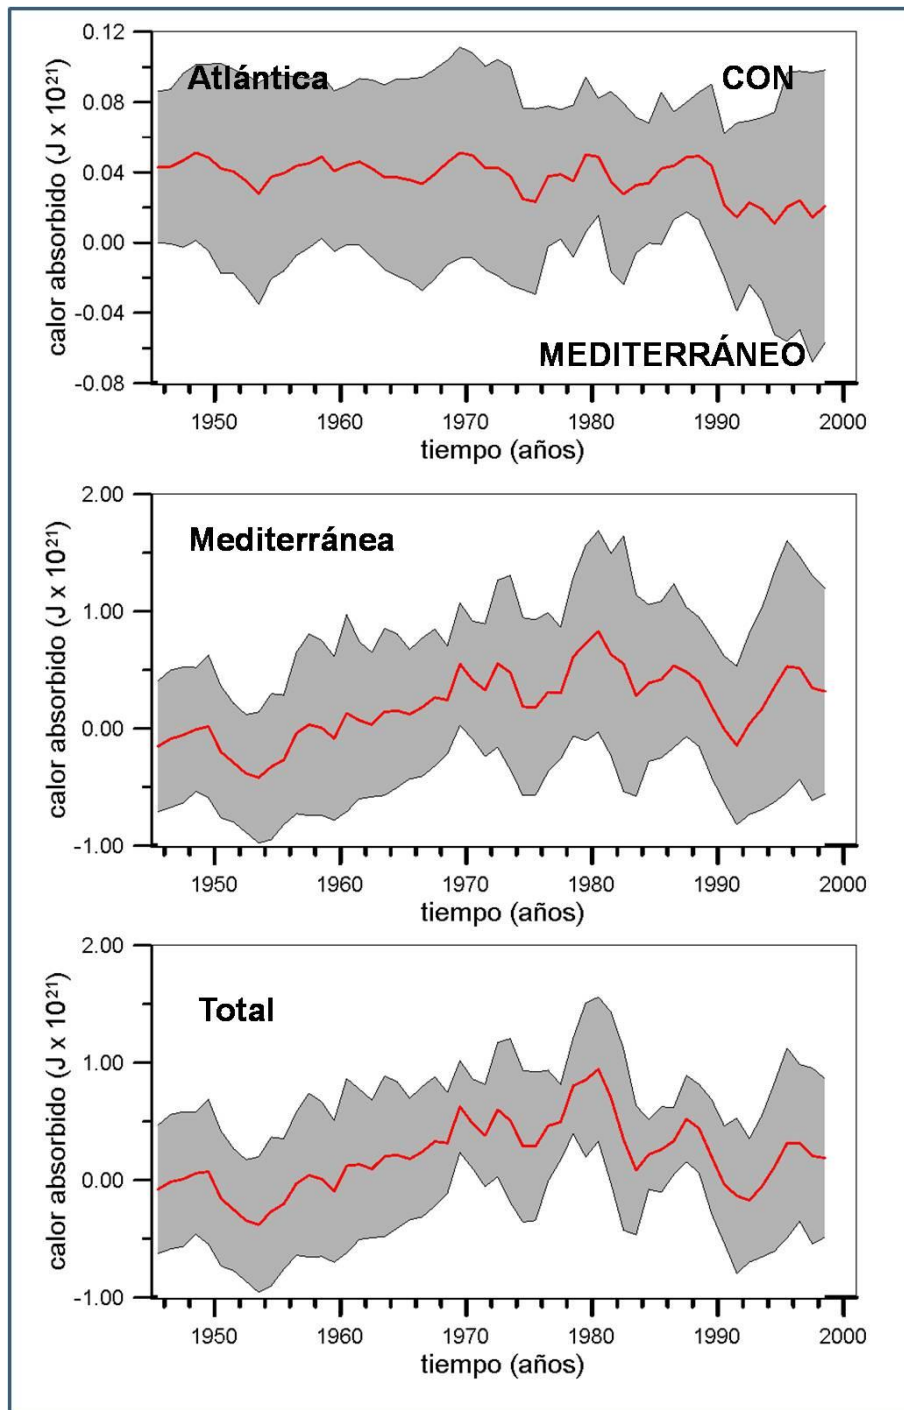 calor absorbido (J x 10²¹)
0.12
0.08
0.04
0.00
-0.04
-0.08
Atlántica
CON
MEDITERRÁNEO
1950 1960 1970 1980 1990 2000
tiempo (años)
calor absorbido (J x 10²¹)
2.00
1.00
0.00
-1.00
Mediterránea
1950 1960 1970 1980 1990 2000
tiempo (años)
calor absorbido (J x 10²¹)
2.00
1.00
0.00
-1.00
Total
1950 1960 1970 1980 1990 2000
tiempo (años)